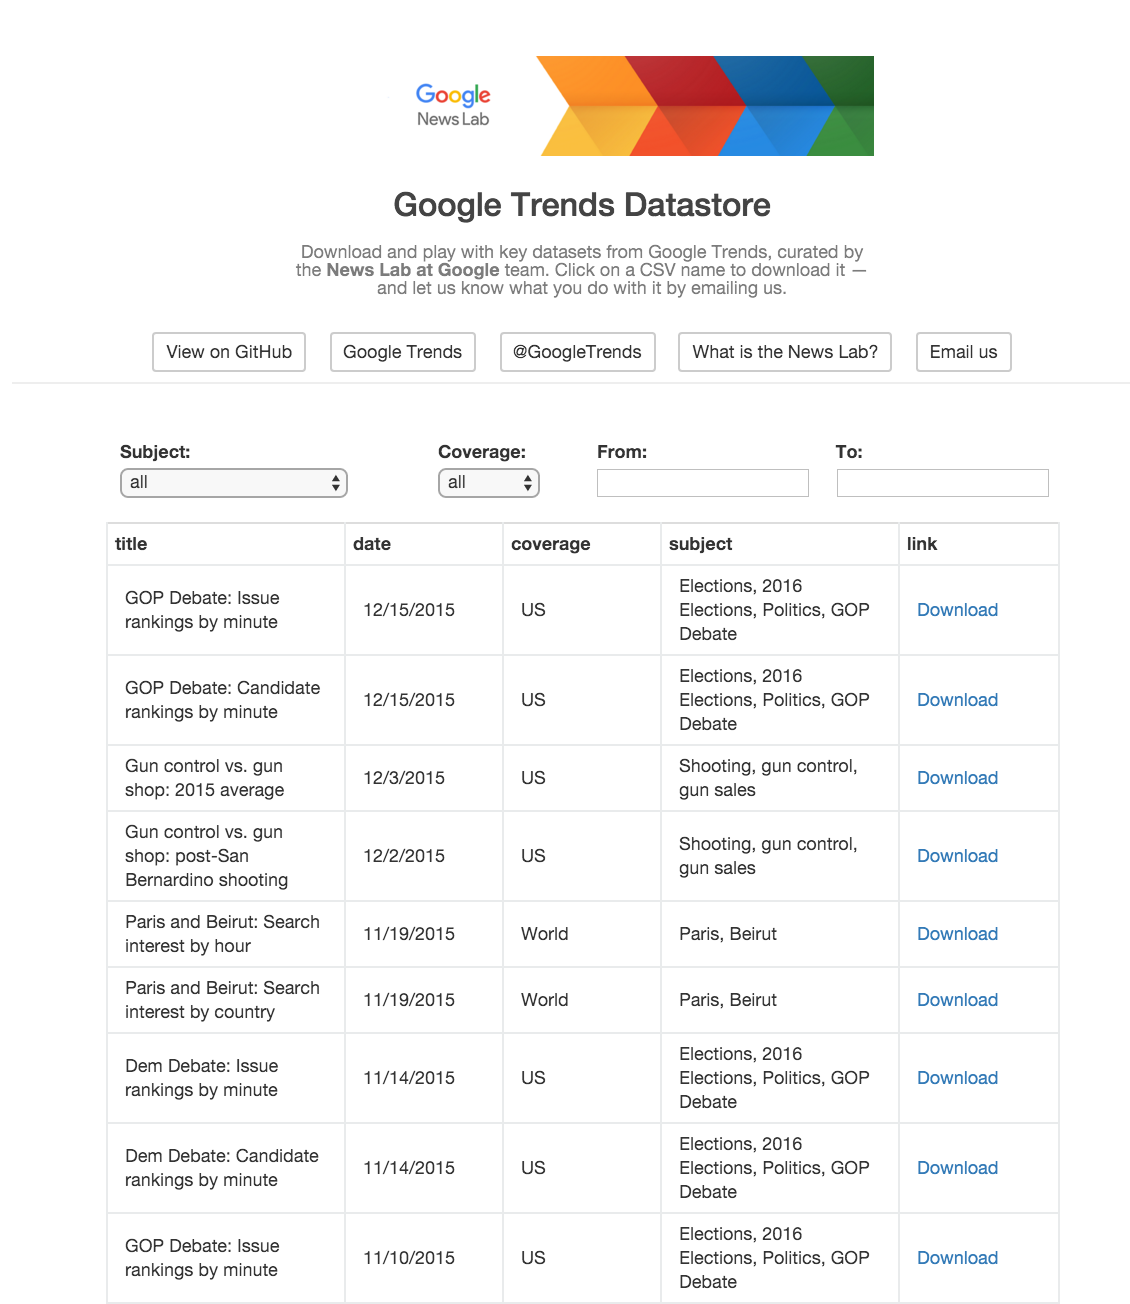 Google
News Lab
Google Trends Datastore
Download and play with key datasets from Google Trends, curated by
the News Lab at Google team. Click on a CSV name to download it —
and let us know what you do with it by emailing us.
View on GitHub Google Trends @GoogleTrends What is the News Lab? Email us
Subject: Coverage: From: To:
all all
title date coverage subject link
GOP Debate: Issue
rankings by minute
12/15/2015
US
Elections, 2016
Elections, Politics, GOP
Debate
Download
GOP Debate: Candidate
rankings by minute
12/15/2015
US
Elections, 2016
Elections, Politics, GOP
Debate
Download
Gun control vs. gun
shop: 2015 average
12/3/2015
US
Shooting, gun control,
gun sales
Download
Gun control vs. gun
shop: post-San
Bernardino shooting
12/2/2015
US
Shooting, gun control,
gun sales
Download
Paris and Beirut: Search
interest by hour
11/19/2015
World
Paris, Beirut
Download
Paris and Beirut: Search
interest by country
11/19/2015
World
Paris, Beirut
Download
Dem Debate: Issue
rankings by minute
11/14/2015
US
Elections, 2016
Elections, Politics, GOP
Debate
Download
Dem Debate: Candidate
rankings by minute
11/14/2015
US
Elections, 2016
Elections, Politics, GOP
Debate
Download
GOP Debate: Issue
rankings by minute
11/10/2015
US
Elections, 2016
Elections, Politics, GOP
Debate
Download